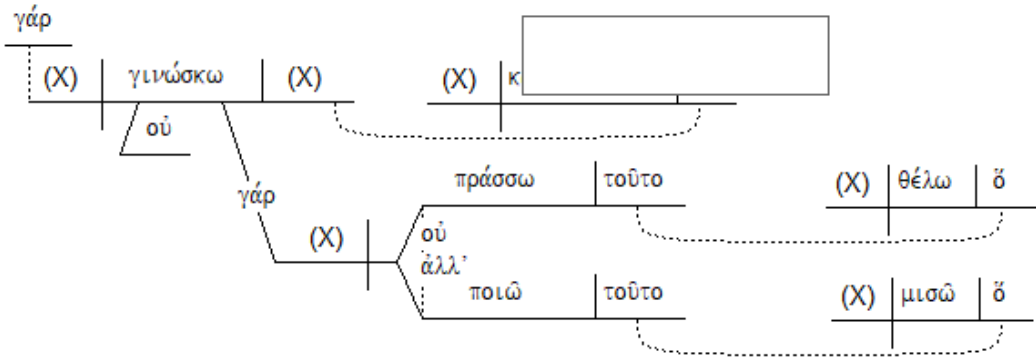 γάρ
(X) γινώσκω (X) (X) κ
οὐ
πράσσω τοῦτο (X) θέλω ὅ
γάρ
(X) οὐ
ἀλλ'
ποιῶ τοῦτο (X) μισῶ ὅ